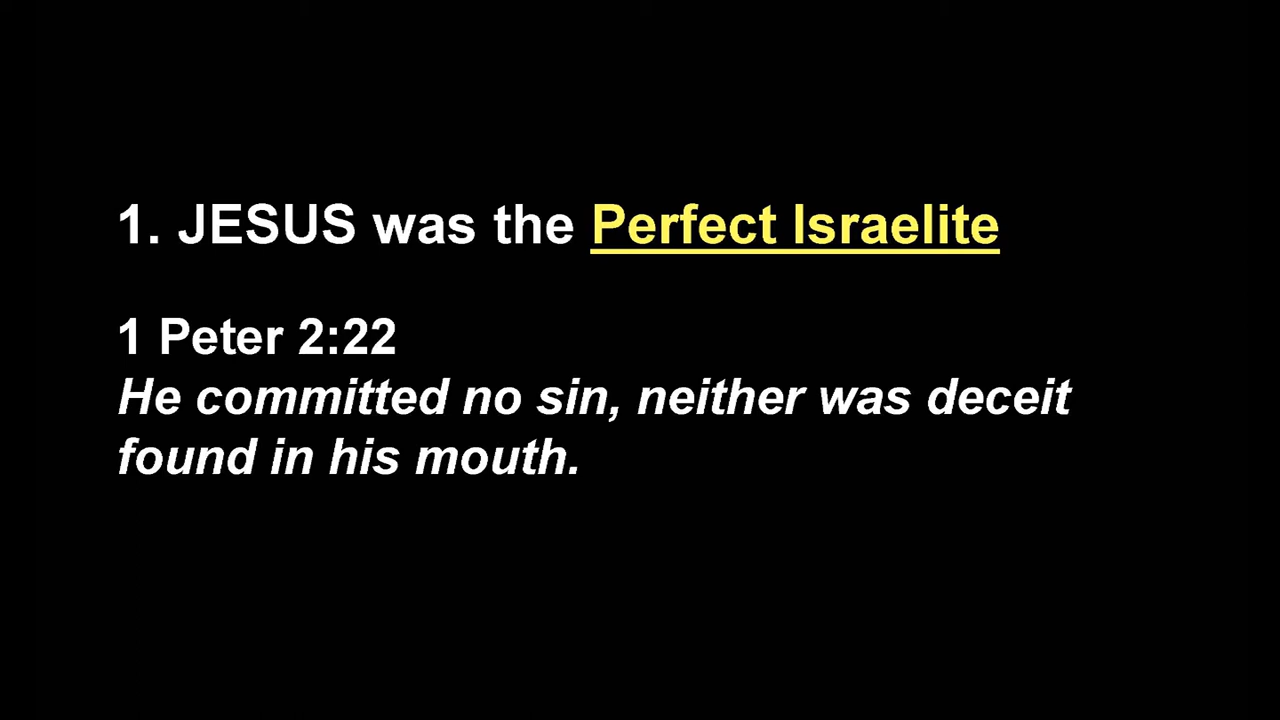 1. JESUS was the Perfect Israelite
1 Peter 2:22
He committed no sin, neither was deceit
found in his mouth.